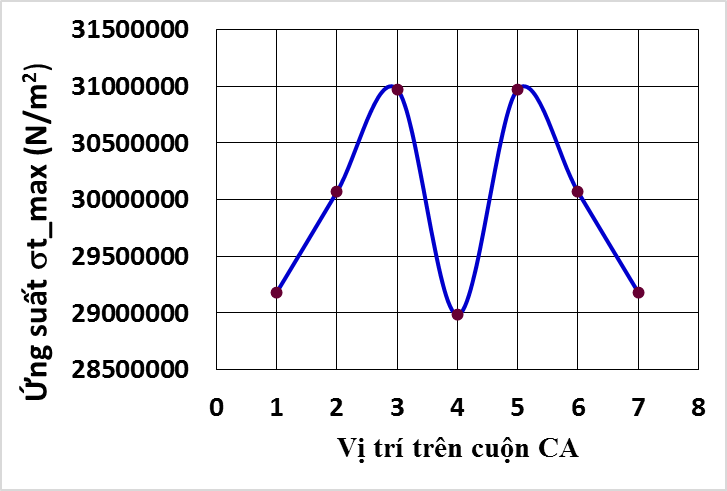 31500000
31000000
30500000
30000000
29500000
29000000
28500000
Ứng suất σt_max (N/m²)
0 1 2 3 4 5 6 7 8
Vị trí trên cuộn CA